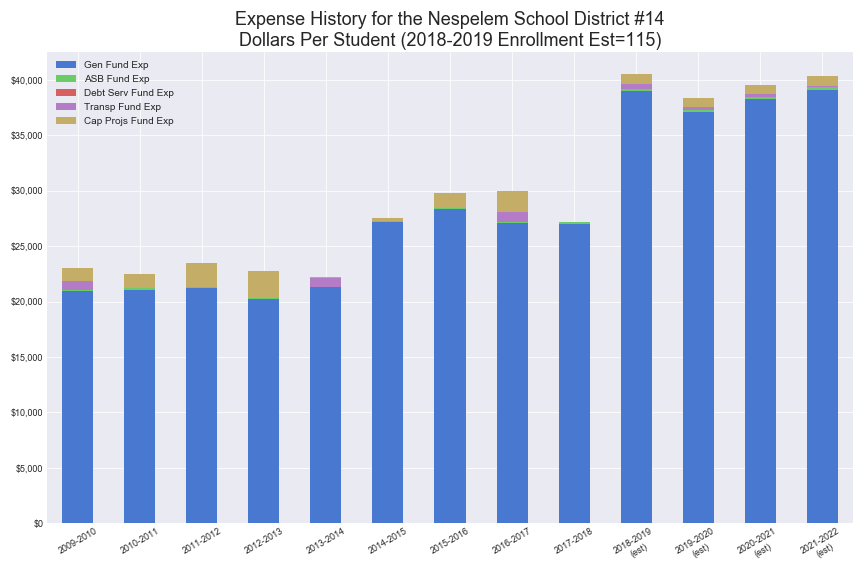 Expense History for the Nespelem School District #14
Dollars Per Student (2018-2019 Enrollment Est=115)
Gen Fund Exp
ASB Fund Exp
Debt Serv Fund Exp
Transp Fund Exp
Cap Projs Fund Exp
$40,000
$35,000
$30,000
$25,000
$20,000
$15,000
$10,000
$5,000
$0
2009-2010
2010-2011
2011-2012
2012-2013
2013-2014
2014-2015
2015-2016
2016-2017
2017-2018
2018-2019
(est)
2019-2020
(est)
2020-2021
(est)
2021-2022
(est)